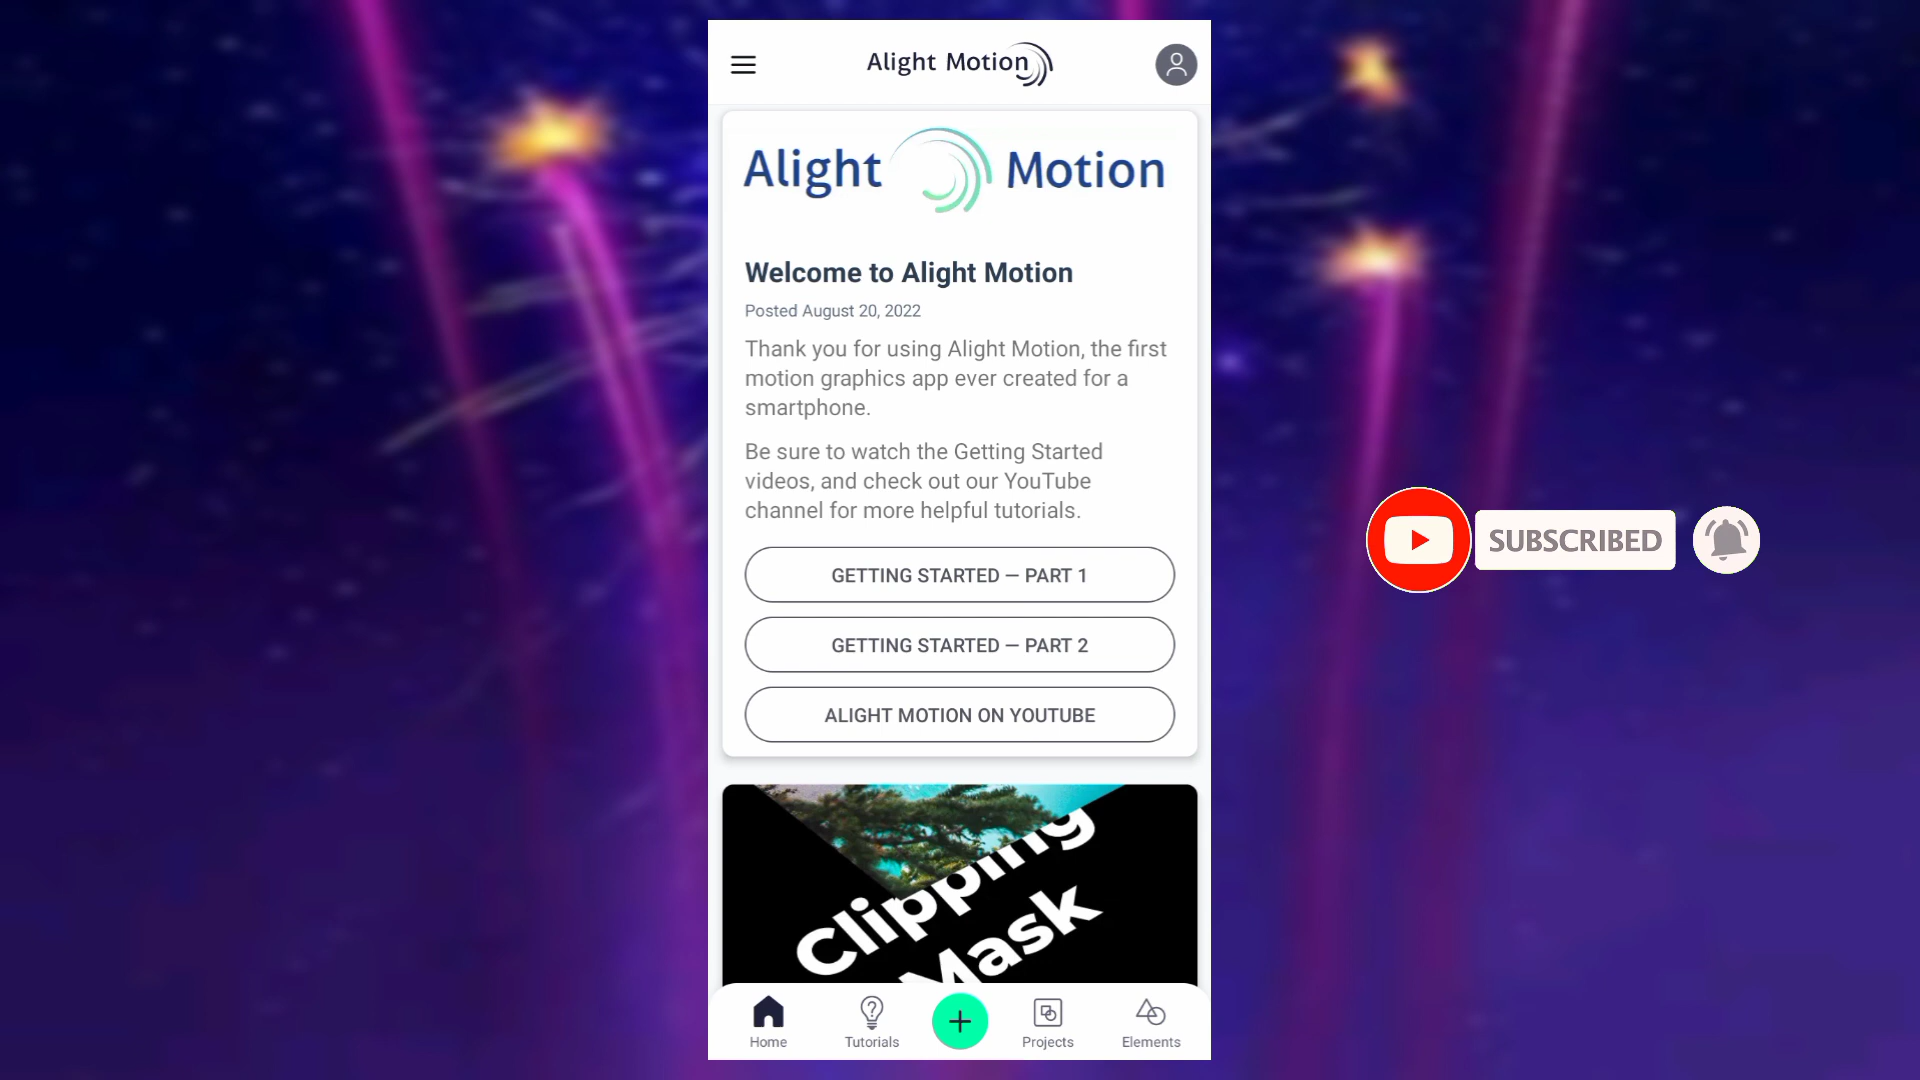 Alight Motion
Alight Motion
Welcome to Alight Motion
Posted August 20, 2022
Thank you for using Alight Motion, the first
motion graphics app ever created for a
smartphone.
Be sure to watch the Getting Started
videos, and check out our YouTube
channel for more helpful tutorials.
GETTING STARTED — PART 1
GETTING STARTED — PART 2
ALIGHT MOTION ON YOUTUBE
SUBSCRIBED
Clipping
Mask
Home
Tutorials
Projects
Elements